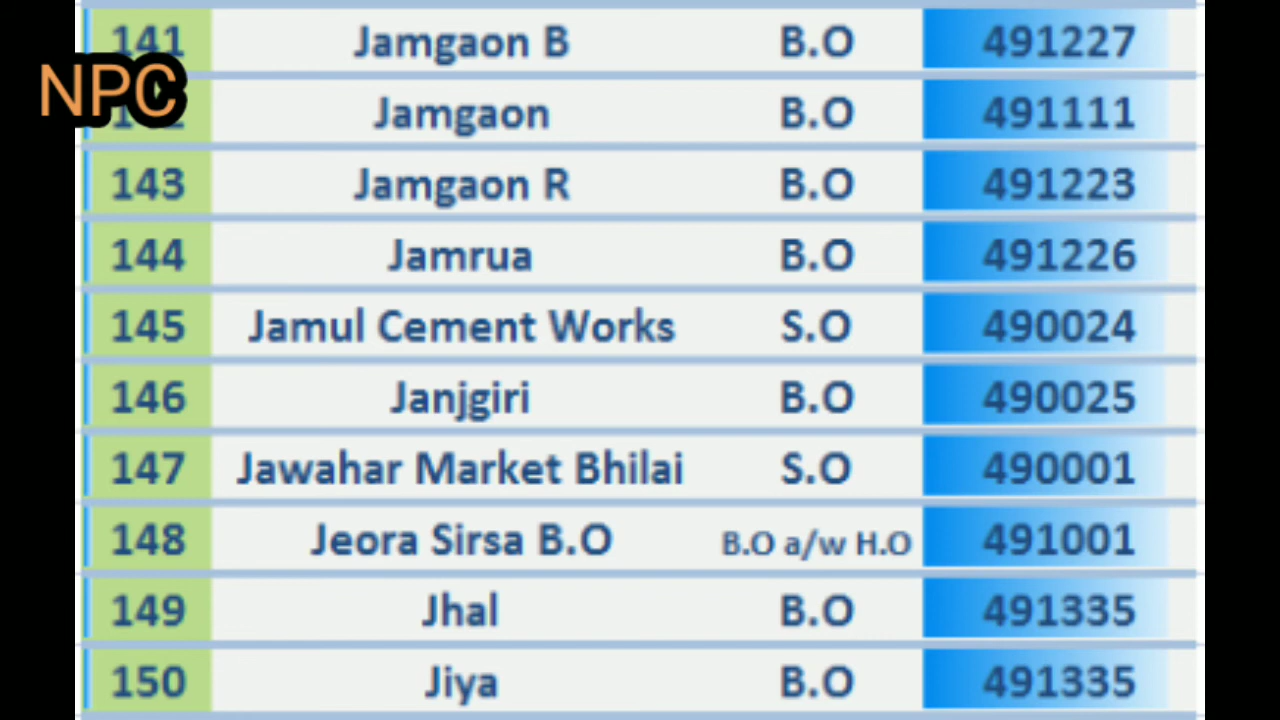 141 Jamgaon B B.O 491227
NPC
Jamgaon B.O 491111
143 Jamgaon R B.O 491223
144 Jamrua B.O 491226
145 Jamul Cement Works S.O 490024
146 Janjgiri B.O 490025
147 Jawahar Market Bhilai S.O 490001
148 Jeora Sirsa B.O B.O a/w H.O 491001
149 Jhal B.O 491335
150 Jiya B.O 491335